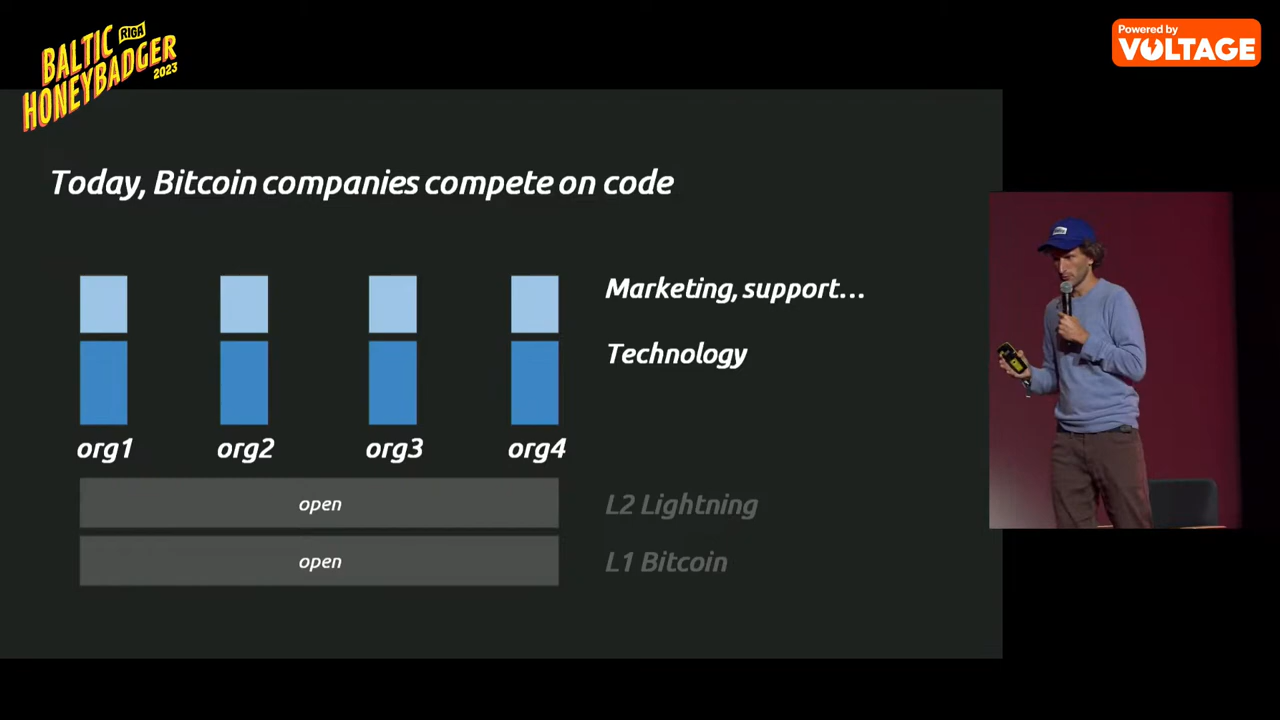 BALTIC
RIGA
HONEYBADGER
2023
Powered by
VOLTAGE
Today, Bitcoin companies compete on code
Marketing, support...
Technology
org1 org2 org3 org4
open L2 Lightning
open L1 Bitcoin